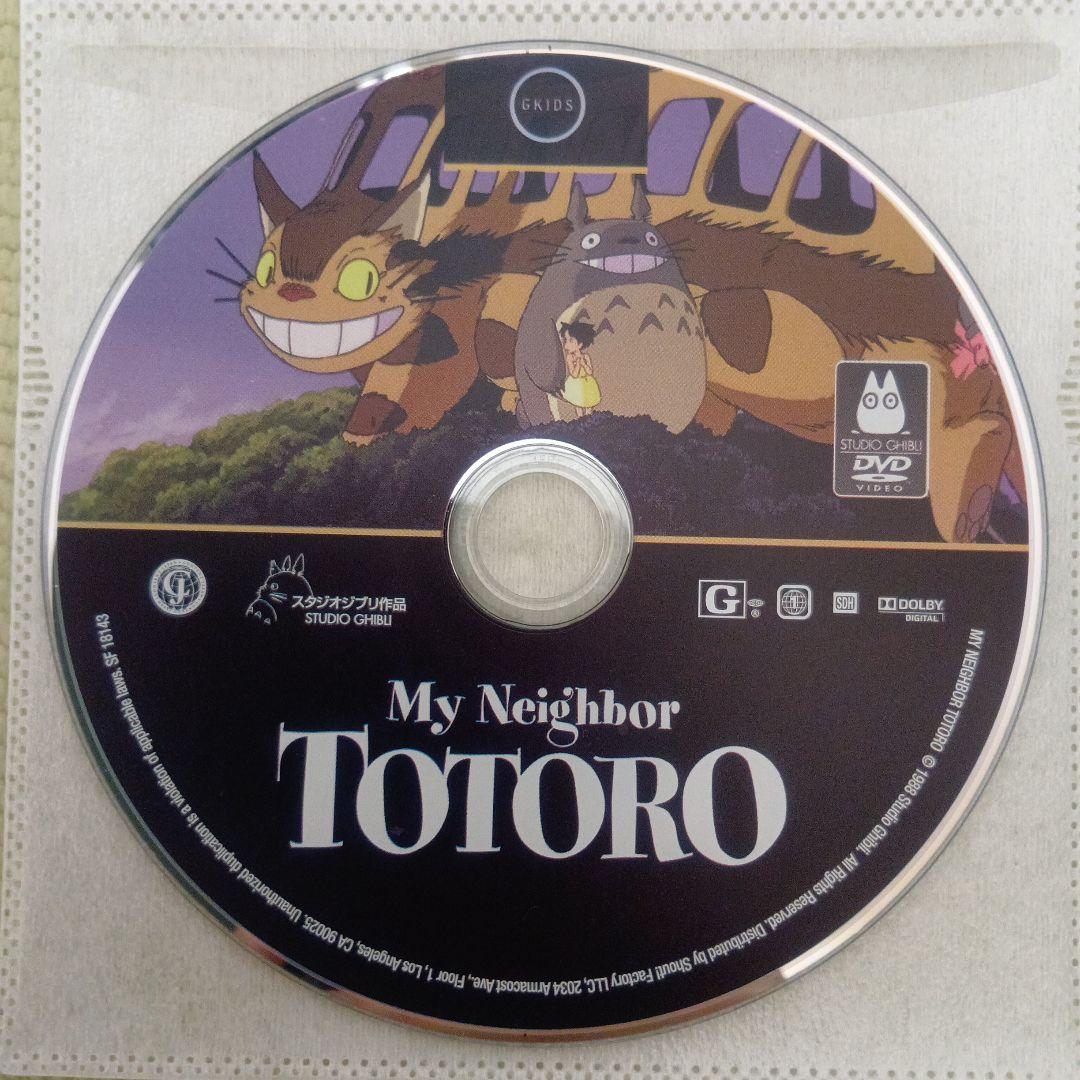 GKIDS
STUDIO GHIBLI
DVD
VIDEO
スタジオジブリ作品
STUDIO GHIBLI
G
1
SDH
DOLBY
DIGITAL
My Neighbor
TOTORO
MY NEIGHBOR TOTORO © 1988 Studio Ghibli. All Rights Reserved. Distributed by Shout! Factory LLC, 2034 Armacost Ave., Floor 1, Los Angeles, CA 90025. Unauthorized duplication is a violation of applicable laws. SF 18143